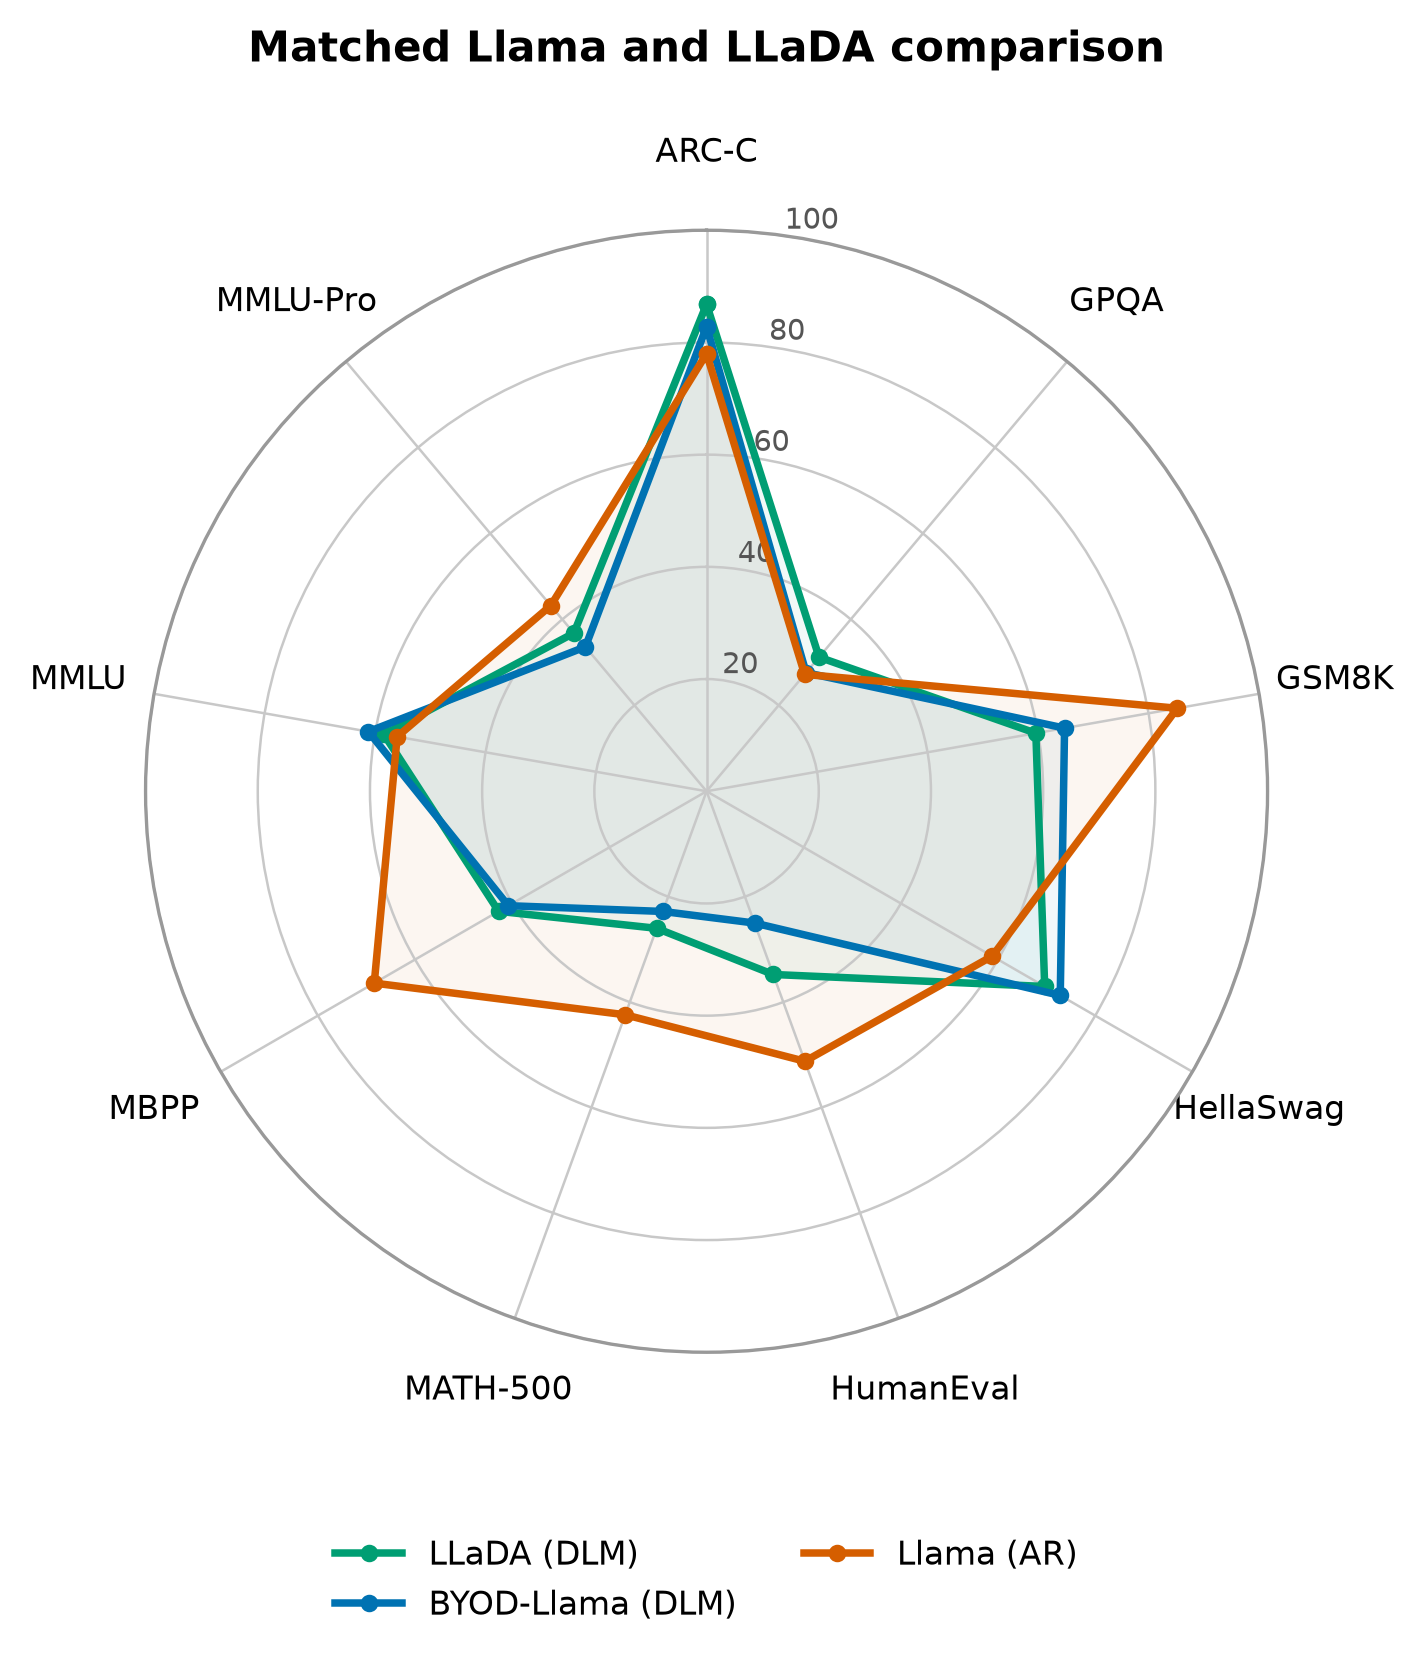 Matched Llama and LLaDA comparison
ARC-C
100
MMLU-Pro
GPQA
80
60
40
20
MMLU
GSM8K
MBPP
HellaSwag
MATH-500
HumanEval
LLaDA (DLM)
Llama (AR)
BYOD-Llama (DLM)